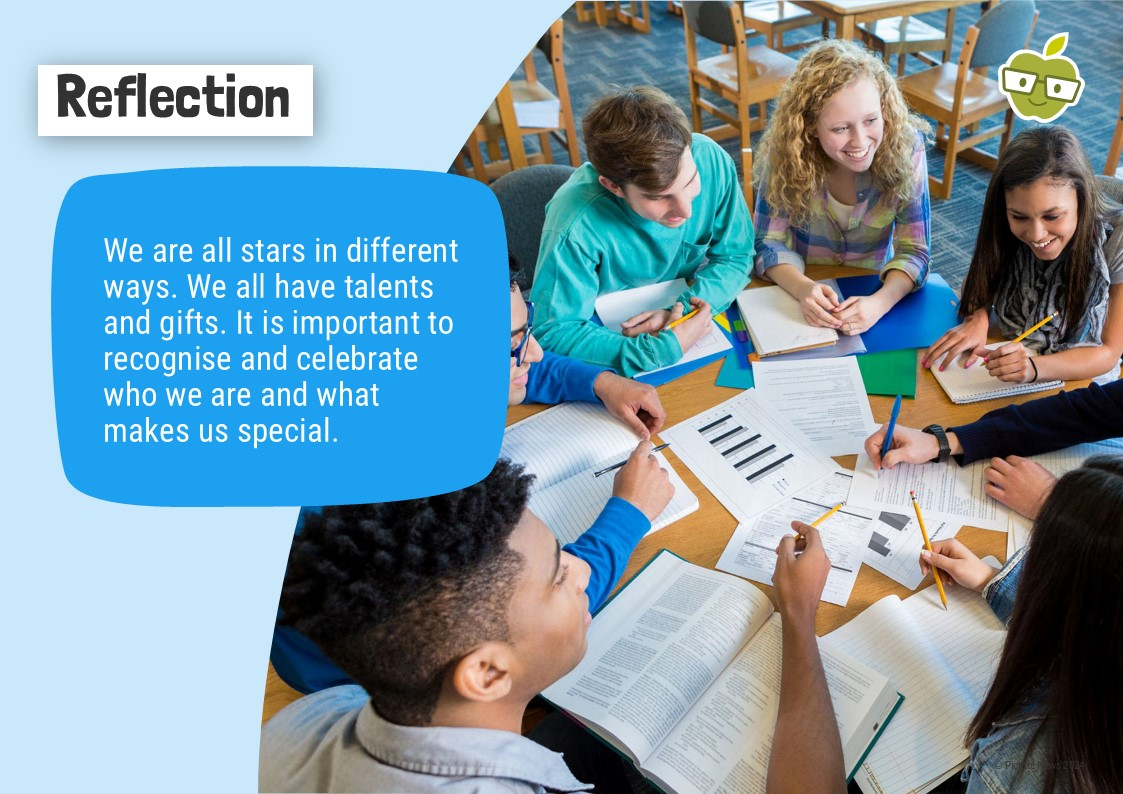 Reflection
We are all stars in different
ways. We all have talents
and gifts. It is important to
recognise and celebrate
who we are and what
makes us special.